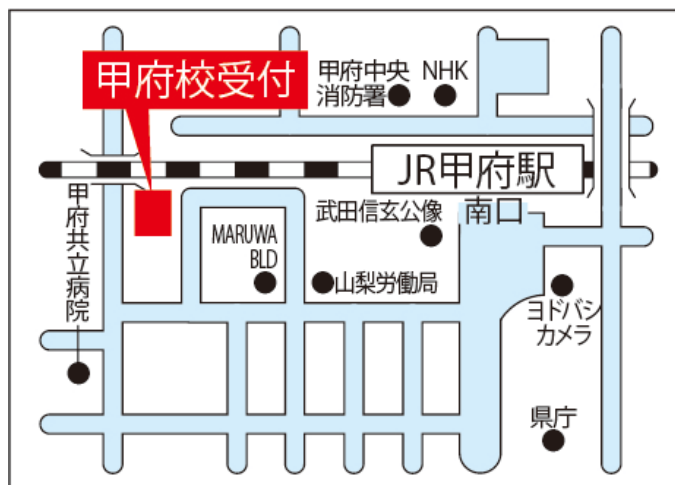 甲府校受付
甲府中央
消防署
NHK
JR甲府駅
南口
武田信玄公像
MARUWA
BLD
山梨労働局
甲府共立病院
ヨドバシ
カメラ
県庁